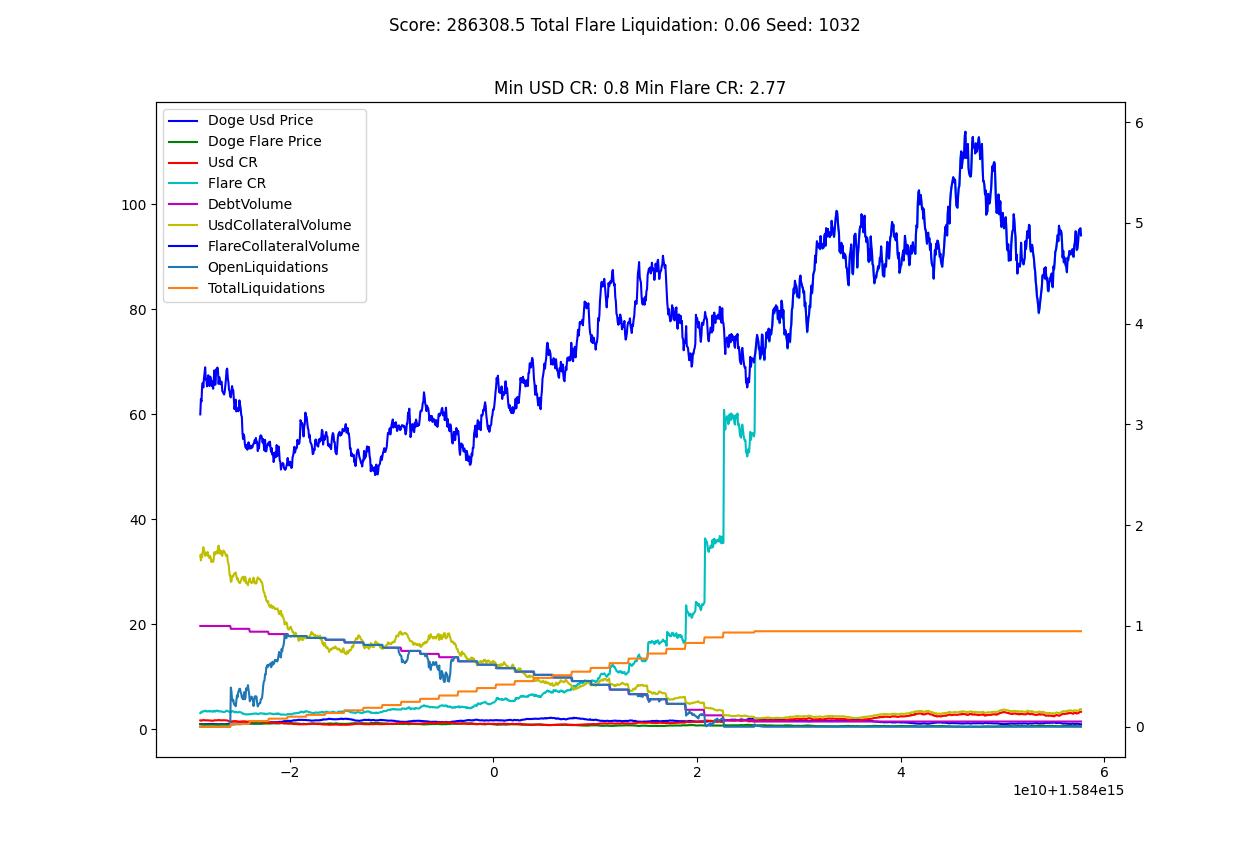 Score: 286308.5 Total Flare Liquidation: 0.06 Seed: 1032
Min USD CR: 0.8 Min Flare CR: 2.77
Doge Usd Price
Doge Flare Price
Usd CR
Flare CR
DebtVolume
UsdCollateralVolume
FlareCollateralVolume
OpenLiquidations
TotalLiquidations
100
80
60
40
20
0
6
5
4
3
2
1
0
−2
0
2
4
6
1e10+1.584e15